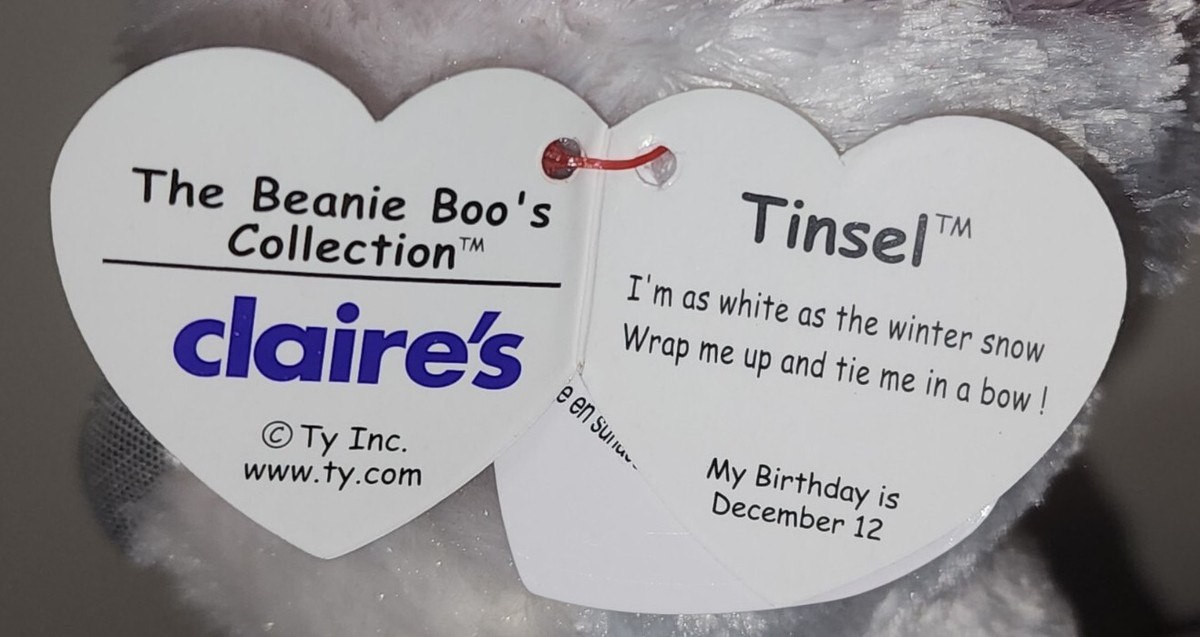 The Beanie Boo's
Collection™
claire's
© Ty Inc.
www.ty.com
Tinsel™
I'm as white as the winter snow
Wrap me up and tie me in a bow !
My Birthday is
December 12
e en